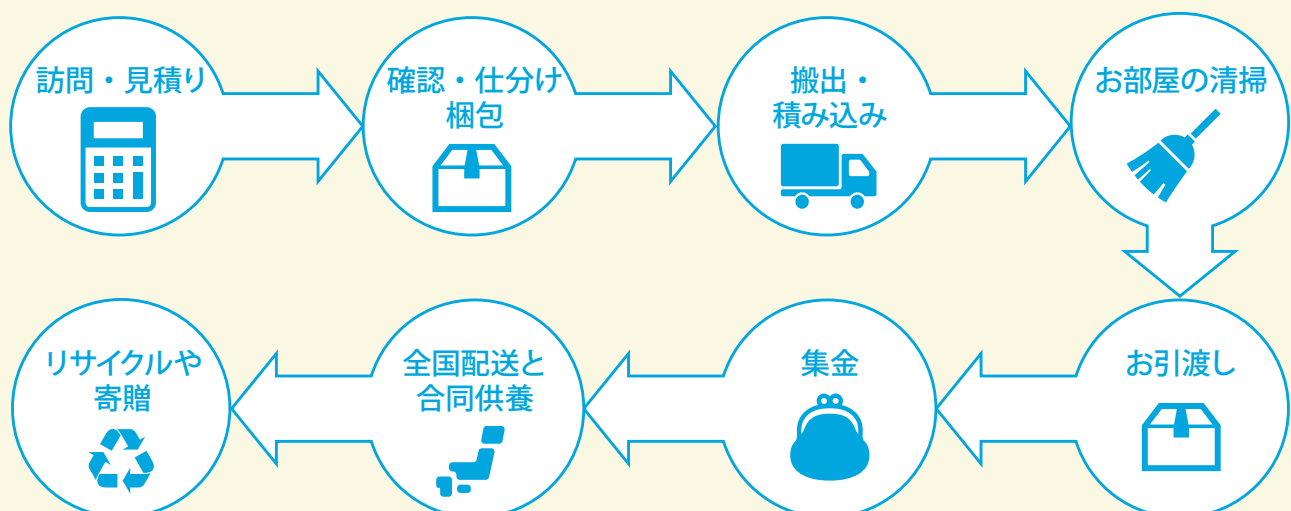 訪問・見積り
確認・仕分け
梱包
搬出・
積み込み
お部屋の清掃
お引渡し
集金
全国配送と
合同供養
リサイクルや
寄贈